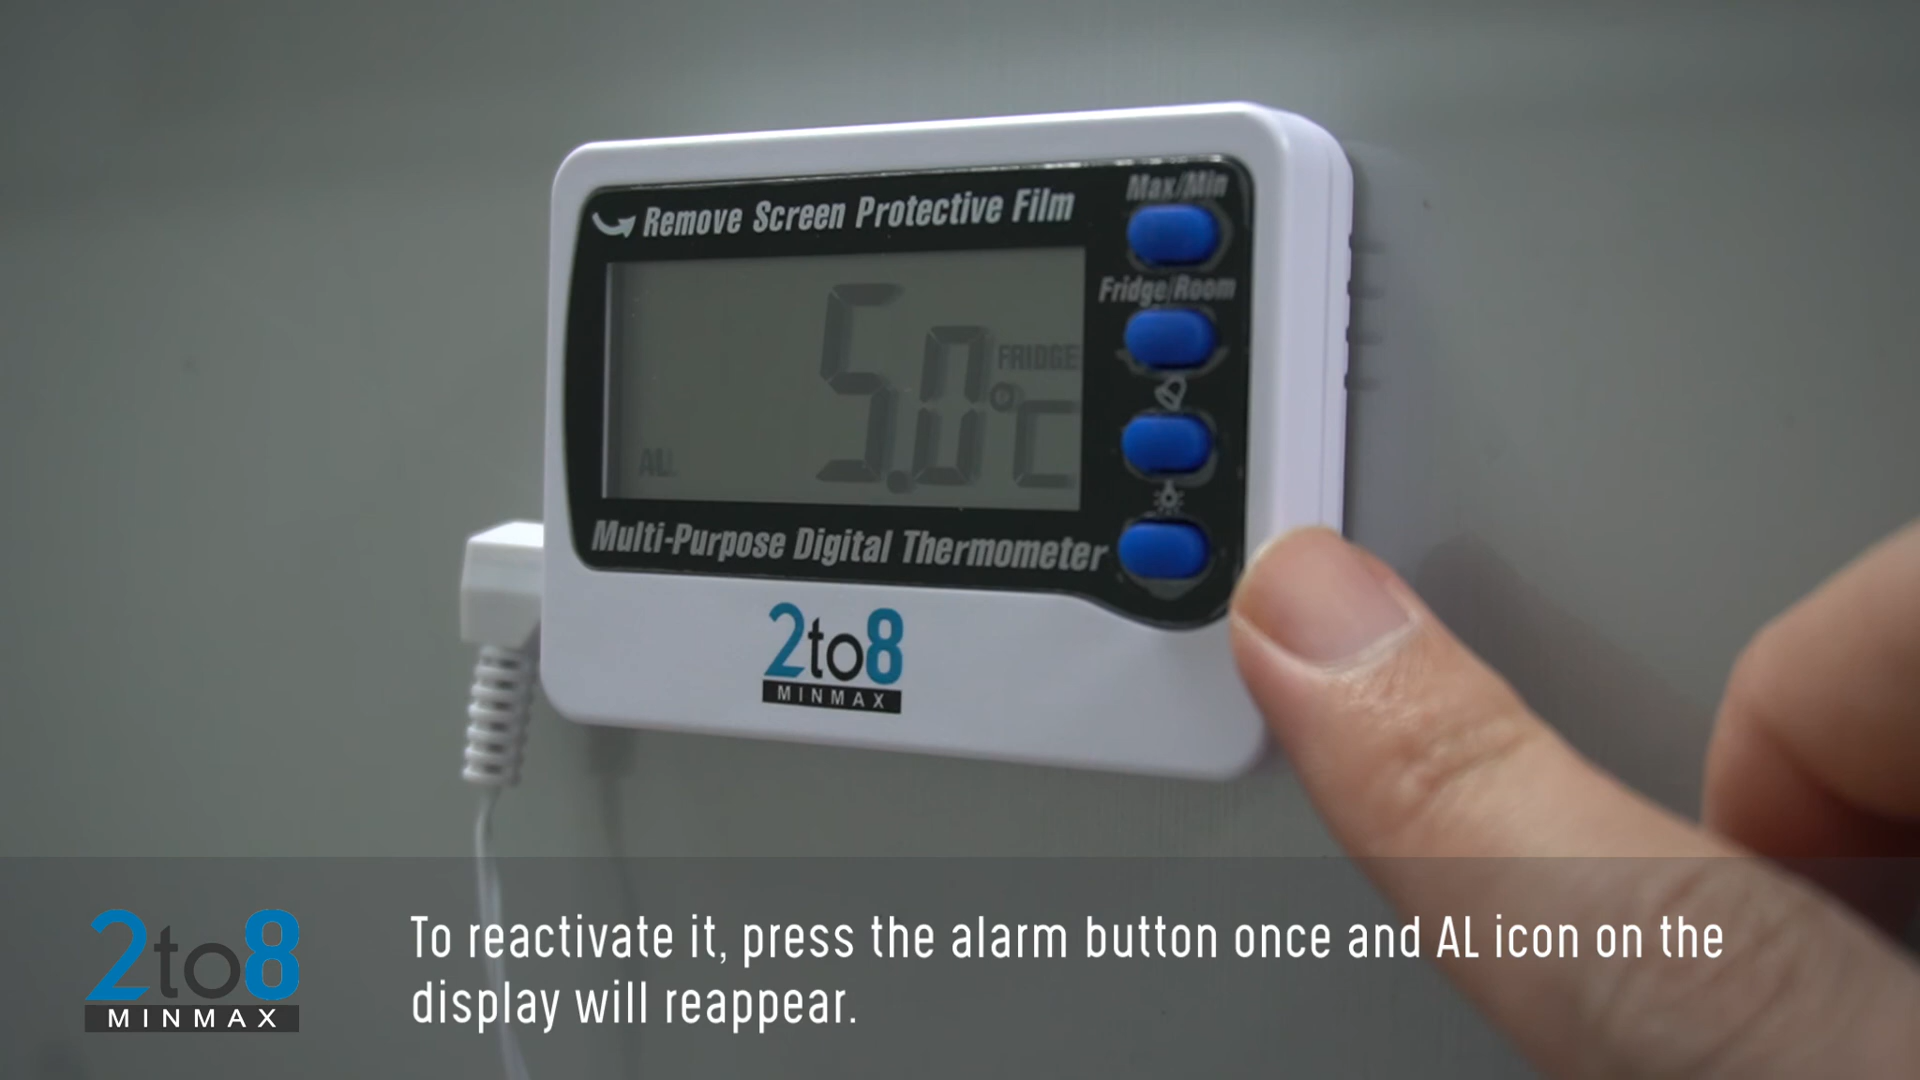 Max/Min
Remove Screen Protective Film
Fridge/Room
5.0°C
FRIDGE
Multi-Purpose Digital Thermometer
2to8
MINMAX
2to8
MINMAX
To reactivate it, press the alarm button once and AL icon on the
display will reappear.